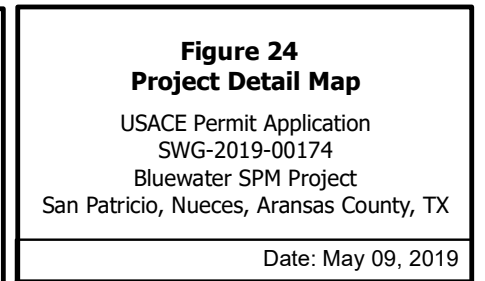 Figure 24
Project Detail Map
USACE Permit Application
SWG-2019-00174
Bluewater SPM Project
San Patricio, Nueces, Aransas County, TX
Date: May 09, 2019